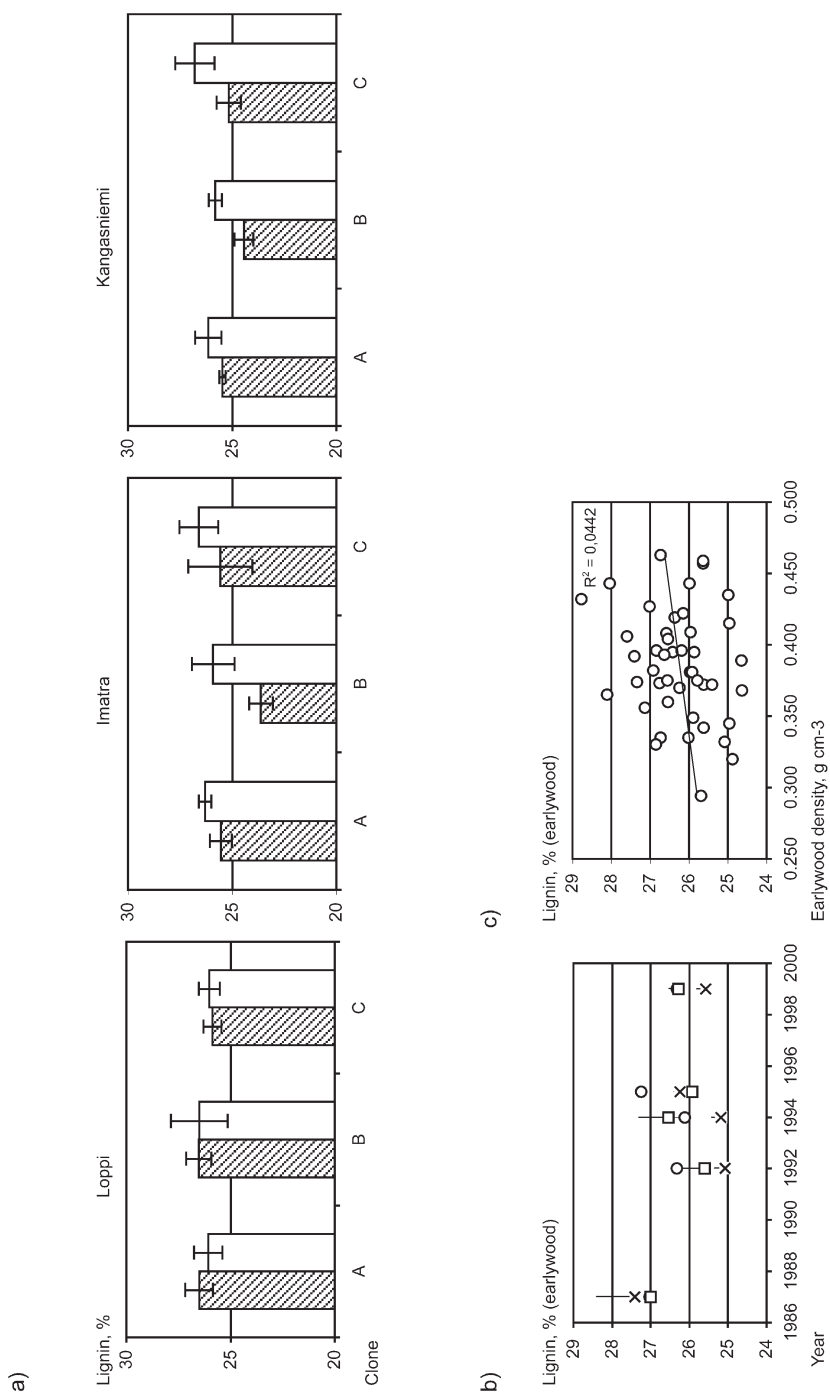 a)
Lignin, %
Loppi
Imatra
Kangasniemi
30
25
20
A
B
C
30
25
20
A
B
C
30
25
20
A
B
C
Clone
b)
Lignin, % (earlywood)
29
28
27
26
25
24
1986 1988 1990 1992 1994 1996 1998 2000
Year
c)
Lignin, % (earlywood)
29
28
27
26
25
24
R² = 0,0442
0.250 0.300 0.350 0.400 0.450 0.500
Earlywood density, g cm-3